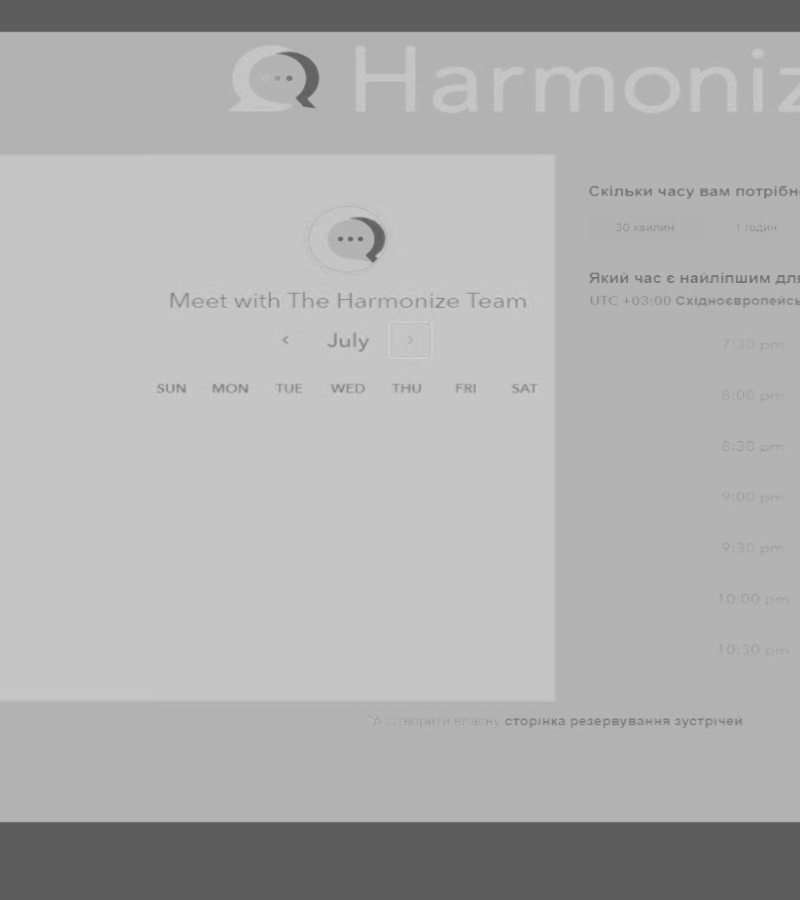 Harmoniz
Meet with The Harmonize Team
< July >
SUN MON TUE WED THU FRI SAT
Скільки часу вам потрібн
30 хвилин 1 годин
Який час є найліпшим для
UTC +03:00 Східноєвропейсь
7:30 pm
8:00 pm
8:30 pm
9:00 pm
9:30 pm
10:00 pm
10:30 pm
Створити власну сторінка резервування зустрічей